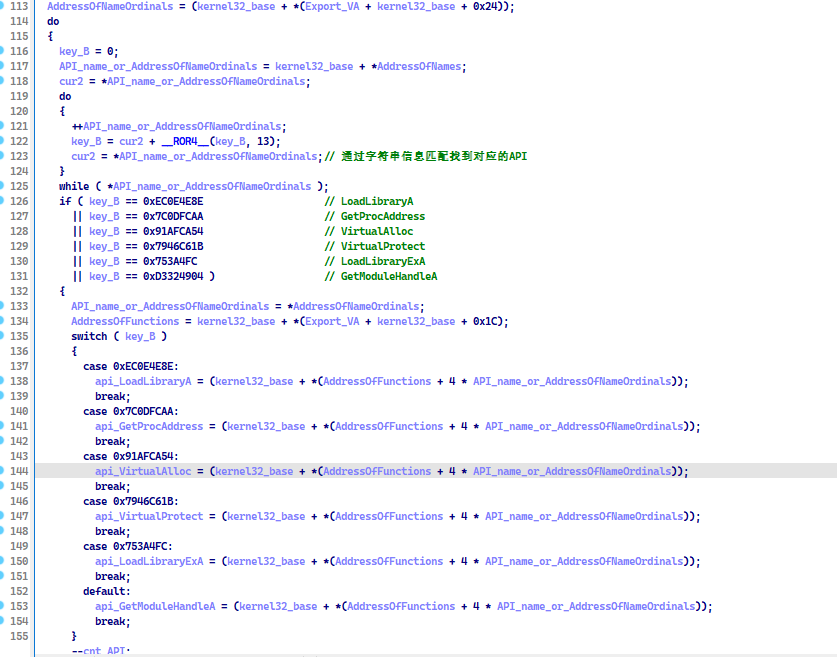 113 AddressOfNameOrdinals = (kernel32_base + *(Export_VA + kernel32_base + 0x24));
114 do
115 {
116 key_B = 0;
117 API_name_or_AddressOfNameOrdinals = kernel32_base + *AddressOfNames;
118 cur2 = *API_name_or_AddressOfNameOrdinals;
119 do
120 {
121 ++API_name_or_AddressOfNameOrdinals;
122 key_B = cur2 + __ROR4__(key_B, 13);
123 cur2 = *API_name_or_AddressOfNameOrdinals; // 通过字符串信息匹配找到对应的API
124 }
125 while ( *API_name_or_AddressOfNameOrdinals );
126 if ( key_B == 0xEC0E4E8E // LoadLibraryA
127 || key_B == 0x7C0DFCAA // GetProcAddress
128 || key_B == 0x91AFCA54 // VirtualAlloc
129 || key_B == 0x7946C61B // VirtualProtect
130 || key_B == 0x753A4FC // LoadLibraryExA
131 || key_B == 0xD3324904 ) // GetModuleHandleA
132 {
133 API_name_or_AddressOfNameOrdinals = *AddressOfNameOrdinals;
134 AddressOfFunctions = kernel32_base + *(Export_VA + kernel32_base + 0x1C);
135 switch ( key_B )
136 {
137 case 0xEC0E4E8E:
138 api_LoadLibraryA = (kernel32_base + *(AddressOfFunctions + 4 * API_name_or_AddressOfNameOrdinals));
139 break;
140 case 0x7C0DFCAA:
141 api_GetProcAddress = (kernel32_base + *(AddressOfFunctions + 4 * API_name_or_AddressOfNameOrdinals));
142 break;
143 case 0x91AFCA54:
144 api_VirtualAlloc = (kernel32_base + *(AddressOfFunctions + 4 * API_name_or_AddressOfNameOrdinals));
145 break;
146 case 0x7946C61B:
147 api_VirtualProtect = (kernel32_base + *(AddressOfFunctions + 4 * API_name_or_AddressOfNameOrdinals));
148 break;
149 case 0x753A4FC:
150 api_LoadLibraryExA = (kernel32_base + *(AddressOfFunctions + 4 * API_name_or_AddressOfNameOrdinals));
151 break;
152 default:
153 api_GetModuleHandleA = (kernel32_base + *(AddressOfFunctions + 4 * API_name_or_AddressOfNameOrdinals));
154 break;
155 }
--cnt_API;